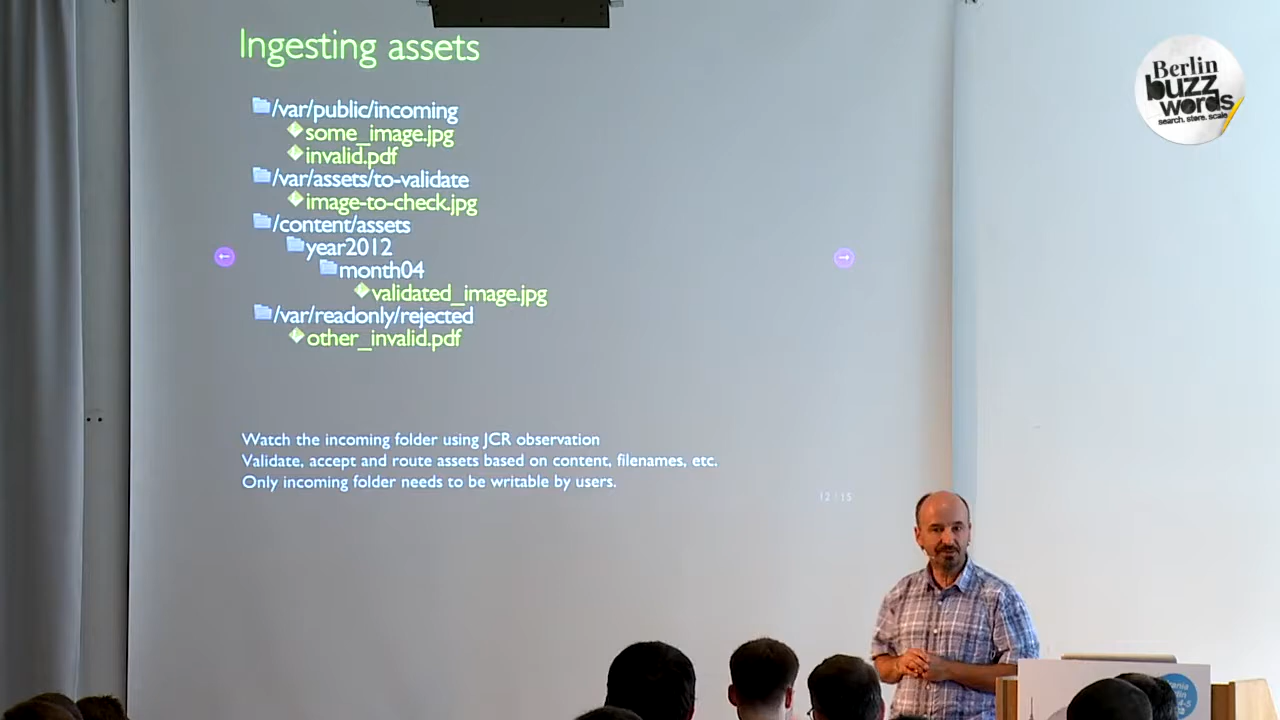 Ingesting assets
/var/public/incoming
some_image.jpg
invalid.pdf
/var/assets/to-validate
image-to-check.jpg
/content/assets
year2012
month04
validated_image.jpg
/var/readonly/rejected
other_invalid.pdf
Watch the incoming folder using JCR observation
Validate, accept and route assets based on content, filenames, etc.
Only incoming folder needs to be writable by users.
12 / 15
Berlin
buzz
words
search. store. scale